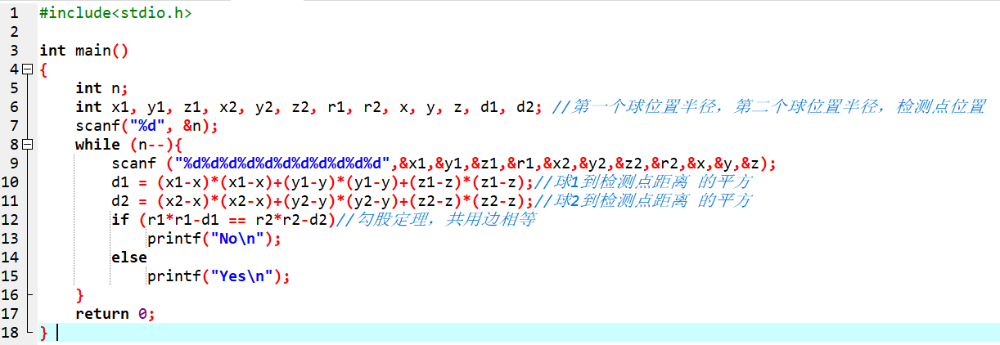 1 #include<stdio.h>
2
3 int main()
4 {
5 int n;
6 int x1, y1, z1, x2, y2, z2, r1, r2, x, y, z, d1, d2; //第一个球位置半径，第二个球位置半径，检测点位置
7 scanf("%d", &n);
8 while (n--){
9 scanf ("%d%d%d%d%d%d%d%d%d%d%d",&x1,&y1,&z1,&r1,&x2,&y2,&z2,&r2,&x,&y,&z);
10 d1 = (x1-x)*(x1-x)+(y1-y)*(y1-y)+(z1-z)*(z1-z);//球1到检测点距离 的平方
11 d2 = (x2-x)*(x2-x)+(y2-y)*(y2-y)+(z2-z)*(z2-z);//球2到检测点距离 的平方
12 if (r1*r1-d1 == r2*r2-d2)//勾股定理，共用边相等
13 printf("No\n");
14 else
15 printf("Yes\n");
16 }
17 return 0;
18 }